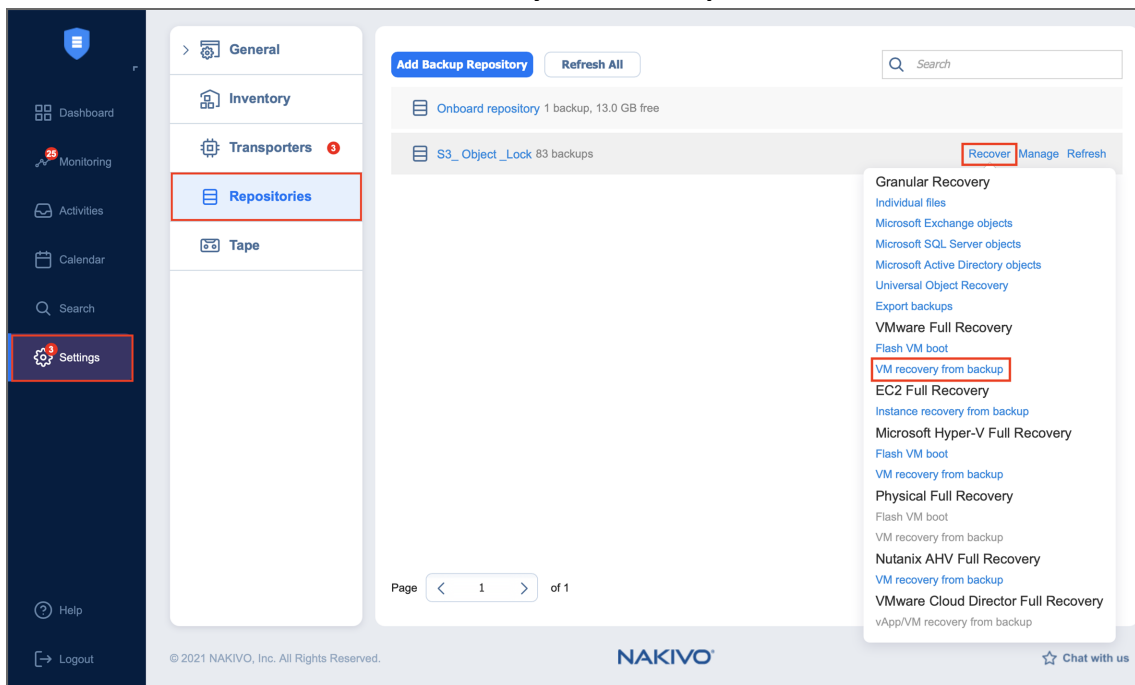 Dashboard
25
Monitoring
Activities
Calendar
Search
3
Settings
Help
Logout
General
Inventory
Transporters 3
Repositories
Tape
Add Backup Repository Refresh All
Search
Onboard repository 1 backup, 13.0 GB free
S3_ Object _Lock 83 backups
Recover Manage Refresh
Granular Recovery
Individual files
Microsoft Exchange objects
Microsoft SQL Server objects
Microsoft Active Directory objects
Universal Object Recovery
Export backups
VMware Full Recovery
Flash VM boot
VM recovery from backup
EC2 Full Recovery
Instance recovery from backup
Microsoft Hyper-V Full Recovery
Flash VM boot
VM recovery from backup
Physical Full Recovery
Flash VM boot
VM recovery from backup
Nutanix AHV Full Recovery
VM recovery from backup
VMware Cloud Director Full Recovery
vApp/VM recovery from backup
Page 1 of 1
© 2021 NAKIVO, Inc. All Rights Reserved.
NAKIVO®
Chat with us